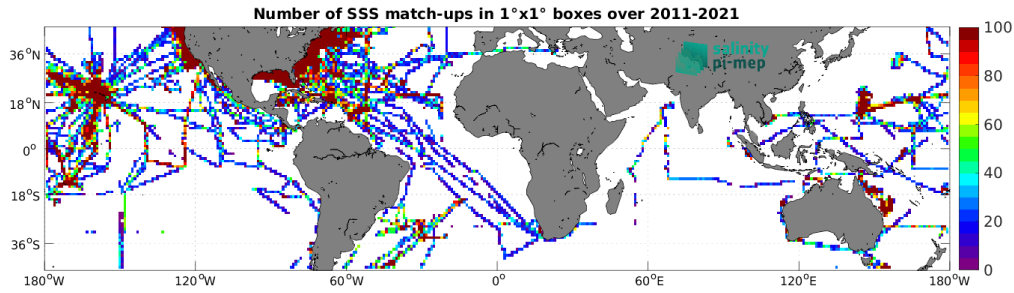 Number of SSS match-ups in 1°x1° boxes over 2011-2021
salinity
pi-mep
36°N
18°N
0°
18°S
36°S
180°W
120°W
60°W
0°
60°E
120°E
180°W
100
80
60
40
20
0